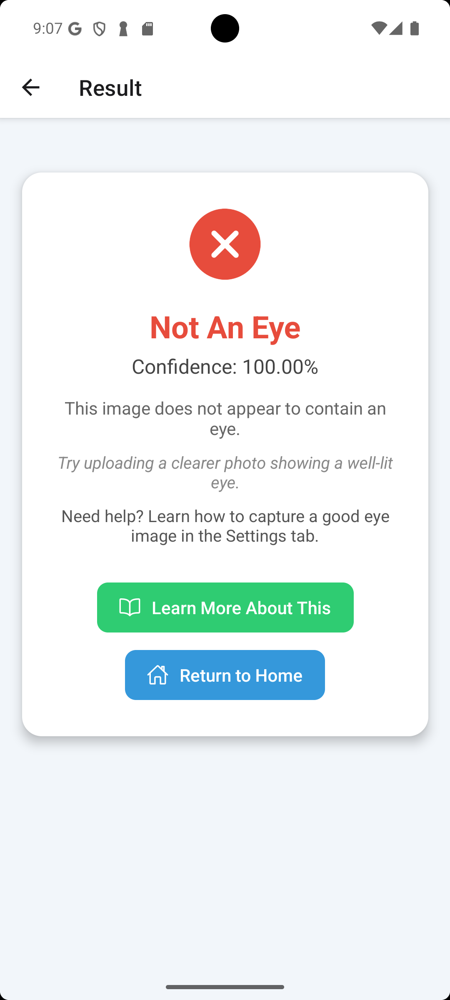 9:07
Result
Not An Eye
Confidence: 100.00%
This image does not appear to contain an
eye.
Try uploading a clearer photo showing a well-lit
eye.
Need help? Learn how to capture a good eye
image in the Settings tab.
Learn More About This
Return to Home